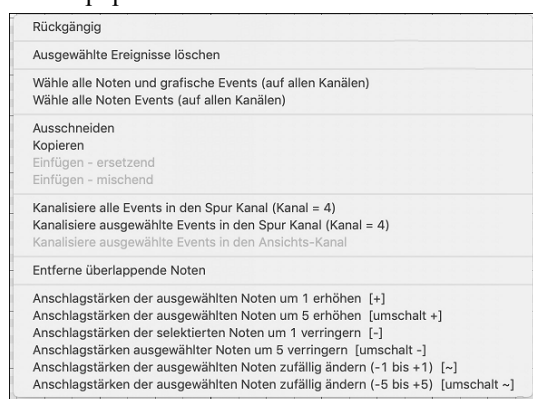 Rückgängig
Ausgewählte Ereignisse löschen
Wähle alle Noten und grafische Events (auf allen Kanälen)
Wähle alle Noten Events (auf allen Kanälen)
Ausschneiden
Kopieren
Einfügen - ersetzend
Einfügen - mischend
Kanalisiere alle Events in den Spur Kanal (Kanal = 4)
Kanalisiere ausgewählte Events in den Spur Kanal (Kanal = 4)
Kanalisiere ausgewählte Events in den Ansichts-Kanal
Entferne überlappende Noten
Anschlagstärken der ausgewählten Noten um 1 erhöhen [+]
Anschlagstärken der ausgewählten Noten um 5 erhöhen [umschalt +]
Anschlagstärken der selektierten Noten um 1 verringern [-]
Anschlagstärken ausgewählter Noten um 5 verringern [umschalt -]
Anschlagstärken der ausgewählten Noten zufällig ändern (-1 bis +1) [~]
Anschlagstärken der ausgewählten Noten zufällig ändern (-5 bis +5) [umschalt ~]